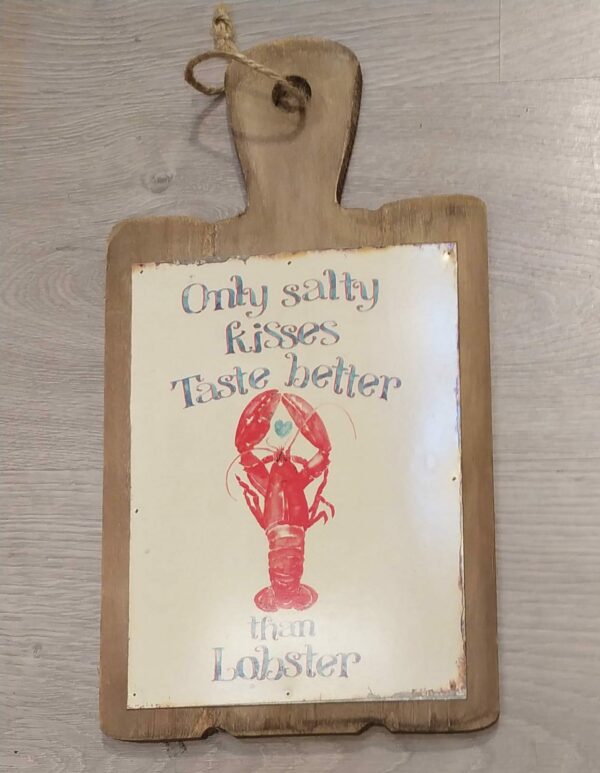 Only salty
kisses
Taste better
than
Lobster